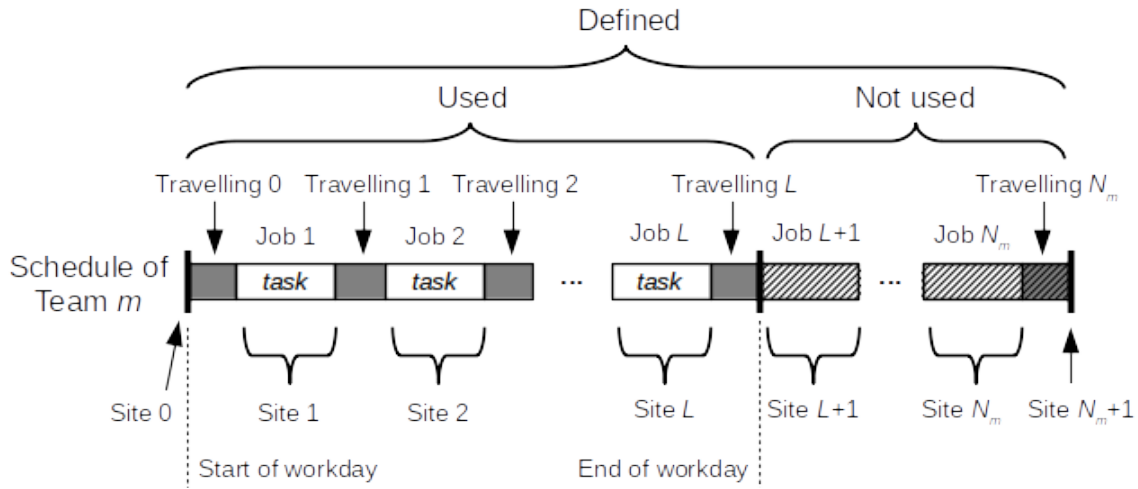 Defined
Used
Not used
Travelling 0
Travelling 1
Travelling 2
Travelling L
Travelling Nm
Job 1
Job 2
Job L
Job L+1
Job Nm
Schedule of
Team m
task
task
...
task
...
Site 0
Site 1
Site 2
Site L
Site L+1
Site Nm
Site Nm+1
Start of workday
End of workday